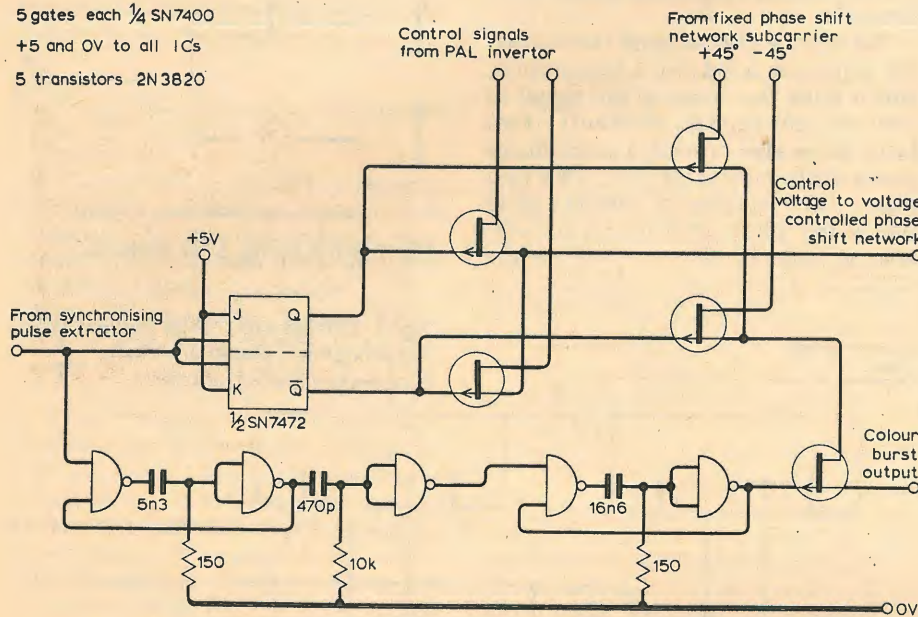 5 gates each ¼ SN7400
+5 and 0V to all IC's
5 transistors 2N3820
Control signals
from PAL invertor
From fixed phase shift
network subcarrier
+45° -45°
Control
voltage to voltage
controlled phase
shift network
+5V
From synchronising
pulse extractor
J
Q
K
Q̅
½ SN7472
Colour
burst
output
5n3
470p
16n6
150
10k
150
0V